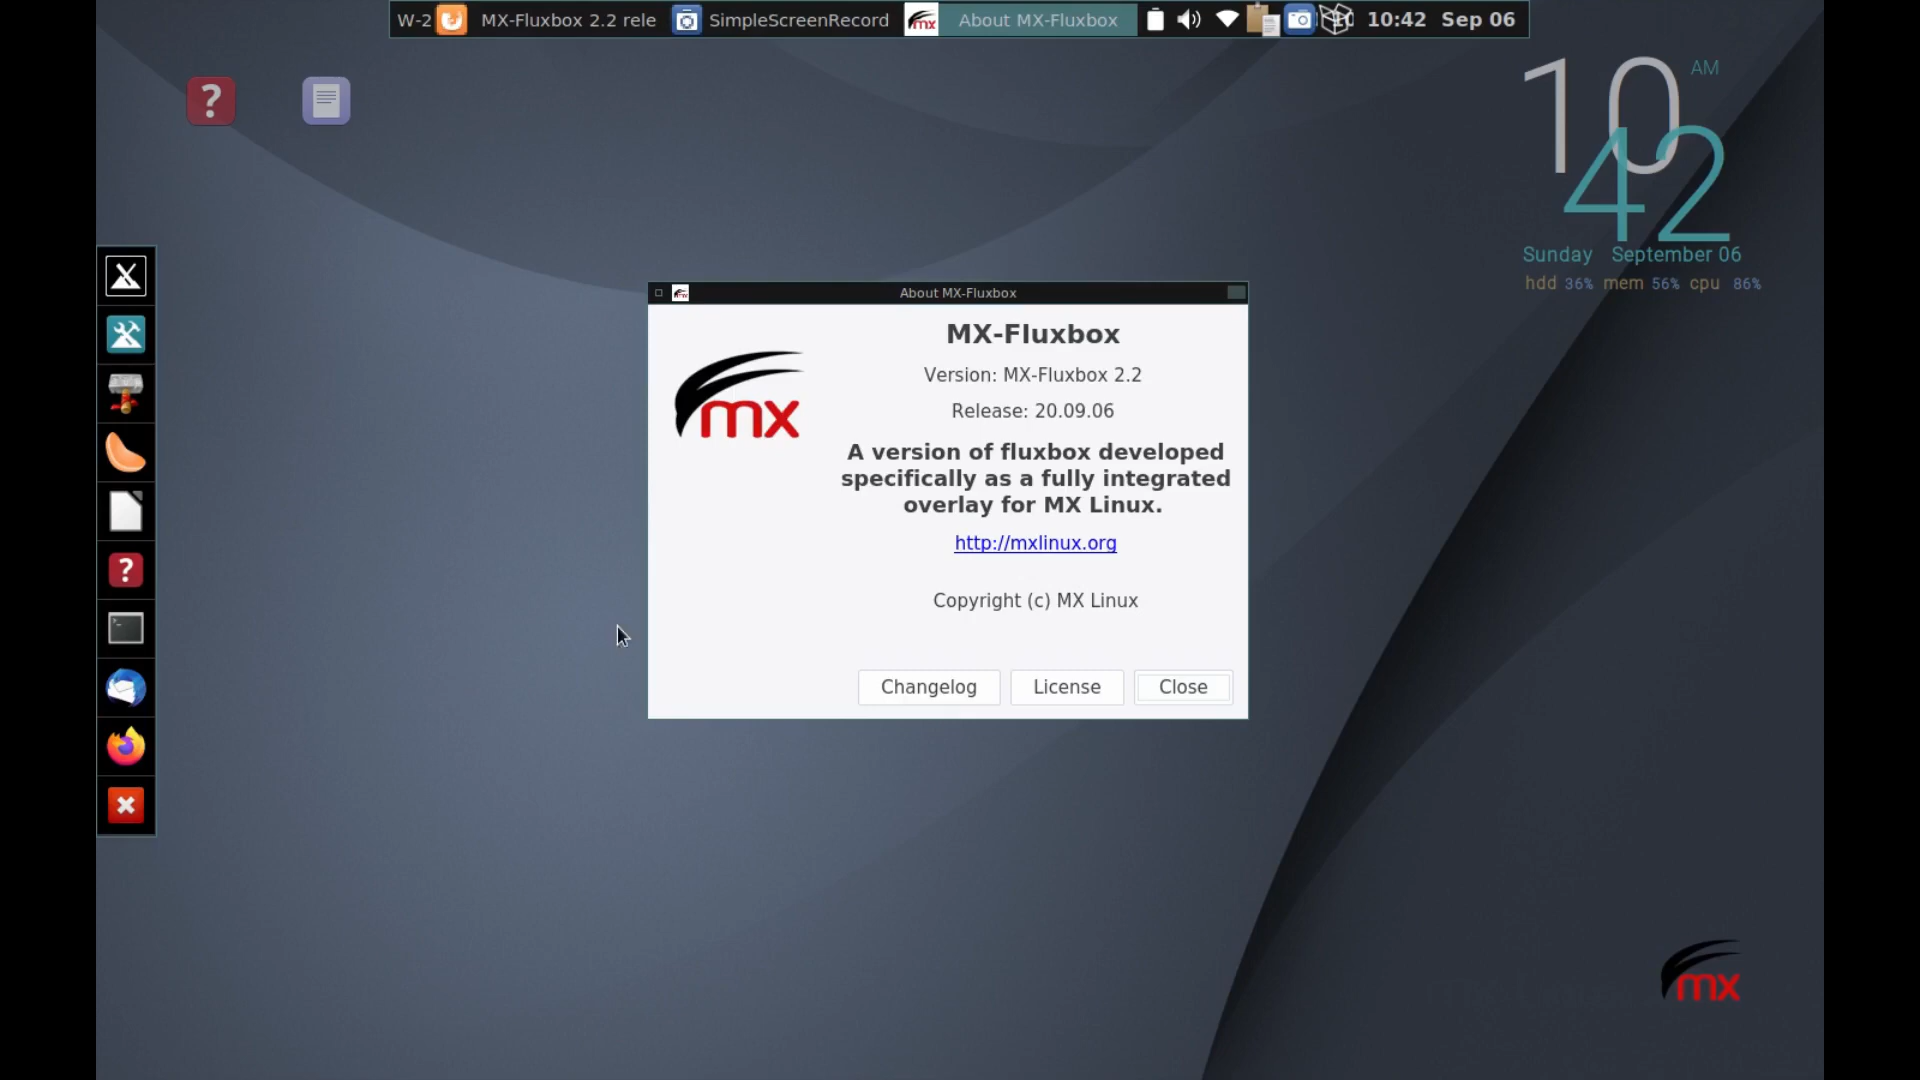 W-2 MX-Fluxbox 2.2 rele SimpleScreenRecord mx About MX-Fluxbox 10:42 Sep 06
10 AM
42
Sunday September 06
hdd 36% mem 56% cpu 86%
About MX-Fluxbox
mx
MX-Fluxbox
Version: MX-Fluxbox 2.2
Release: 20.09.06
A version of fluxbox developed
specifically as a fully integrated
overlay for MX Linux.
http://mxlinux.org
Copyright (c) MX Linux
Changelog License Close
mx